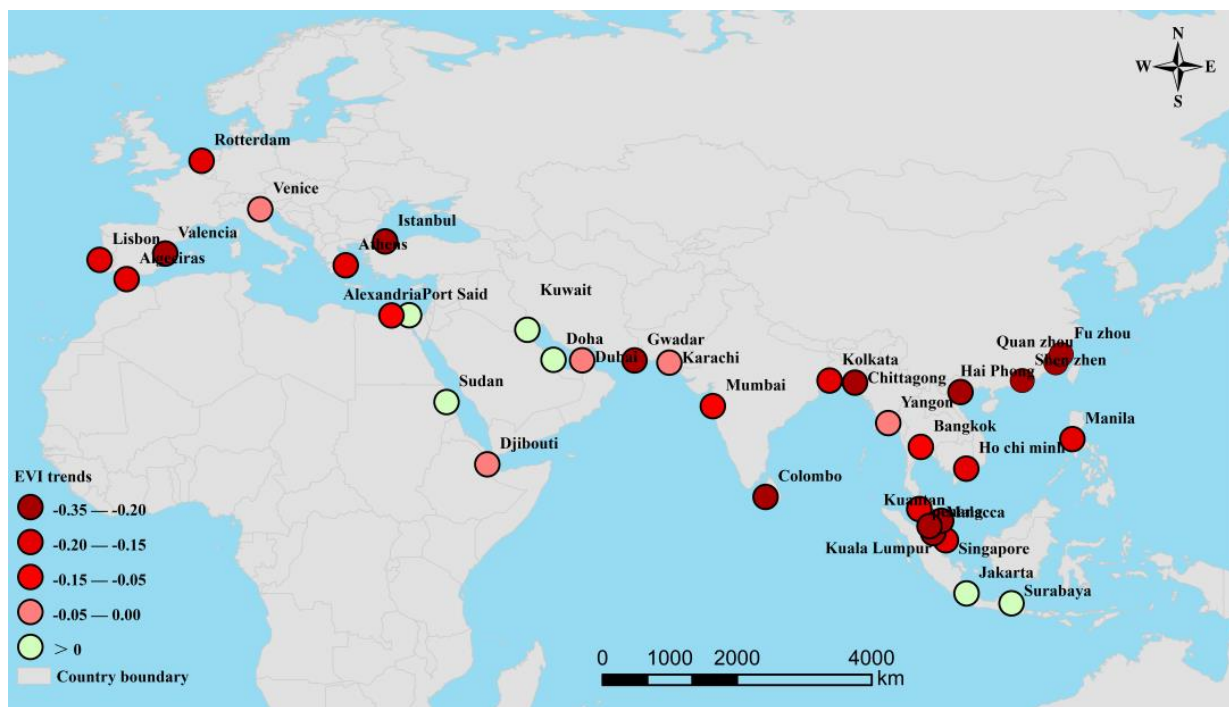 N
W E
S
Rotterdam
Venice
Istanbul
Valencia
Lisbon
Athens
Algeciras
Alexandria Port Said
Kuwait
Doha
Gwadar
Dubai
Karachi
Fu zhou
Quan zhou
Shen zhen
Kolkata
Hai Phong
Chittagong
Sudan
Mumbai
Yangon
Manila
Bangkok
Ho chi minh
Djibouti
EVI trends
-0.35 — -0.20
-0.20 — -0.15
-0.15 — -0.05
-0.05 — 0.00
> 0
Country boundary
Colombo
Kuantan
Malacca
Kuala Lumpur
Singapore
Jakarta
Surabaya
0 1000 2000 4000
km